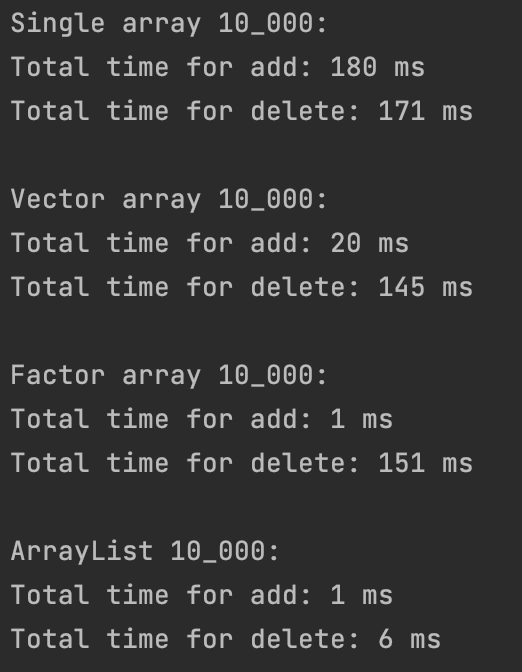 Single array 10_000:
Total time for add: 180 ms
Total time for delete: 171 ms
Vector array 10_000:
Total time for add: 20 ms
Total time for delete: 145 ms
Factor array 10_000:
Total time for add: 1 ms
Total time for delete: 151 ms
ArrayList 10_000:
Total time for add: 1 ms
Total time for delete: 6 ms